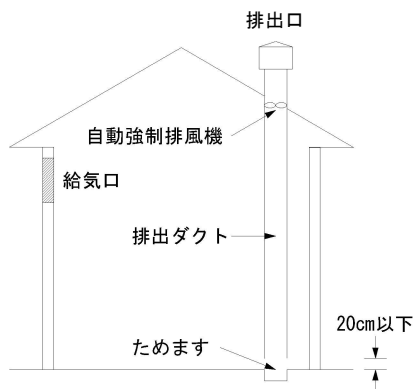 排出口
自動強制排風機
給気口
排出ダクト
20cm以下
ためます